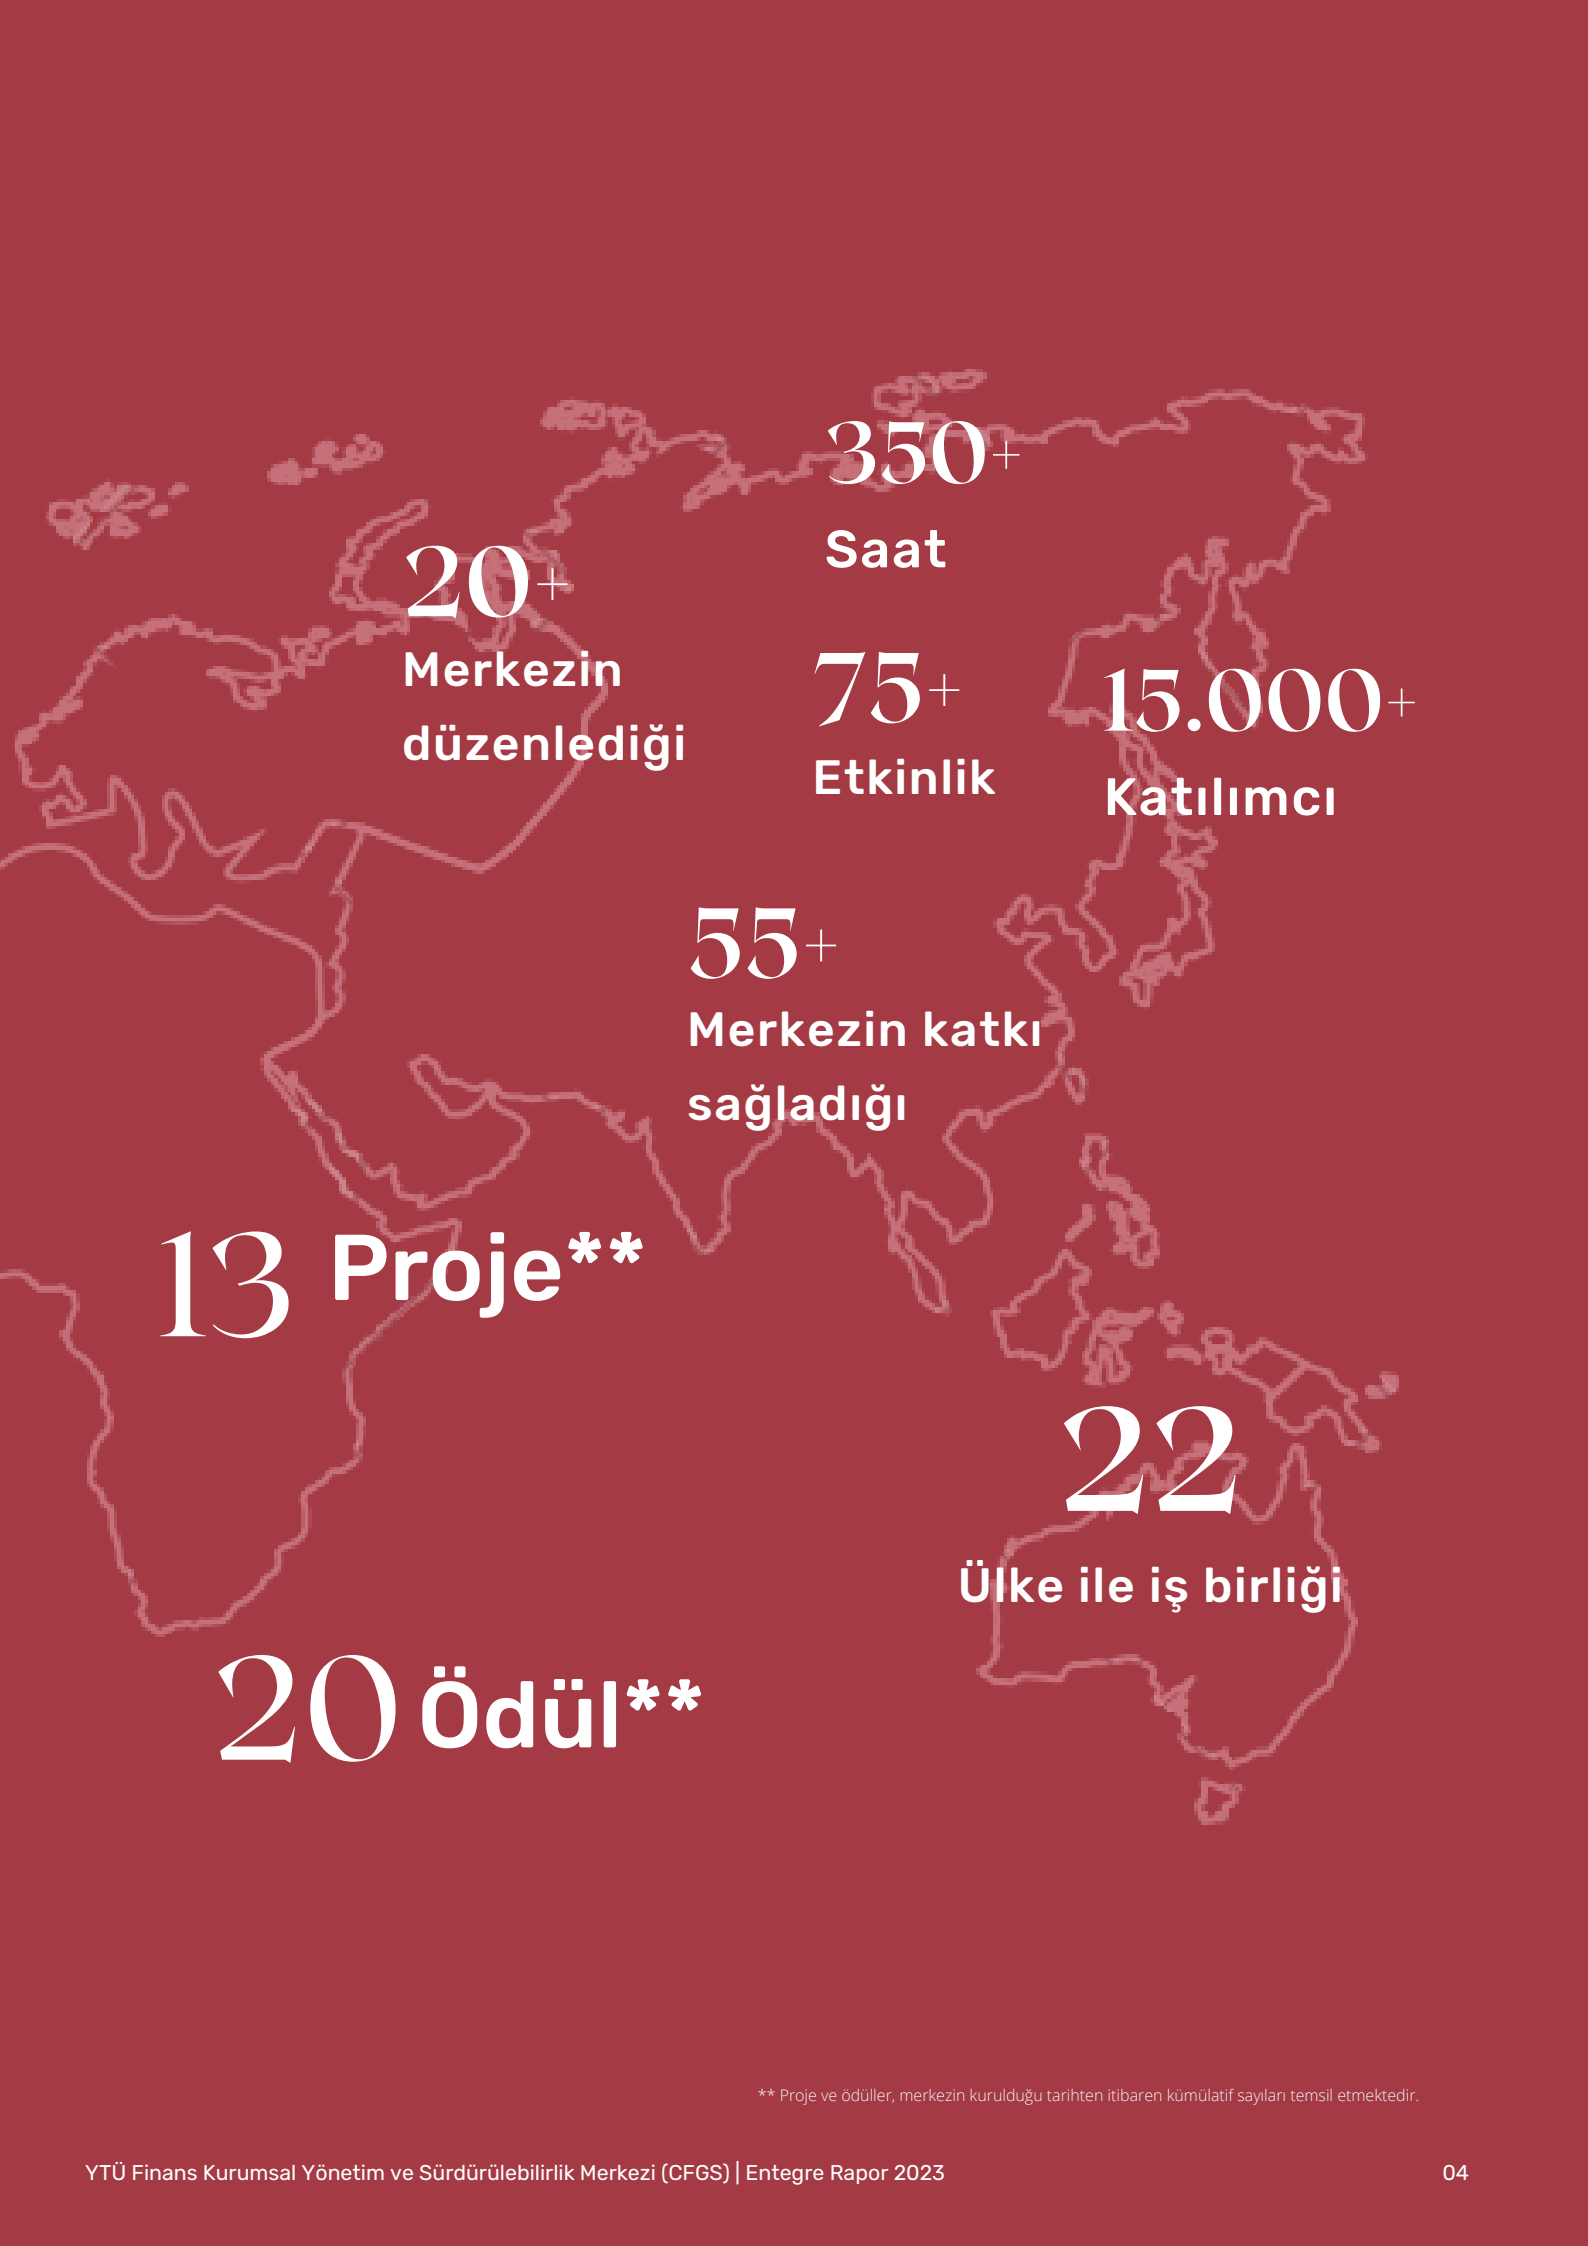 350+
Saat
20+
Merkezin
düzenlediği
75+
Etkinlik
15.000+
Katılımcı
55+
Merkezin katkı
sağladığı
13 Proje**
22
Ülke ile iş birliği
20 Ödül**
** Proje ve ödüller, merkezin kurulduğu tarihten itibaren kümülatif sayıları temsil etmektedir.
YTÜ Finans Kurumsal Yönetim ve Sürdürülebilirlik Merkezi (CFGS) | Entegre Rapor 2023
04